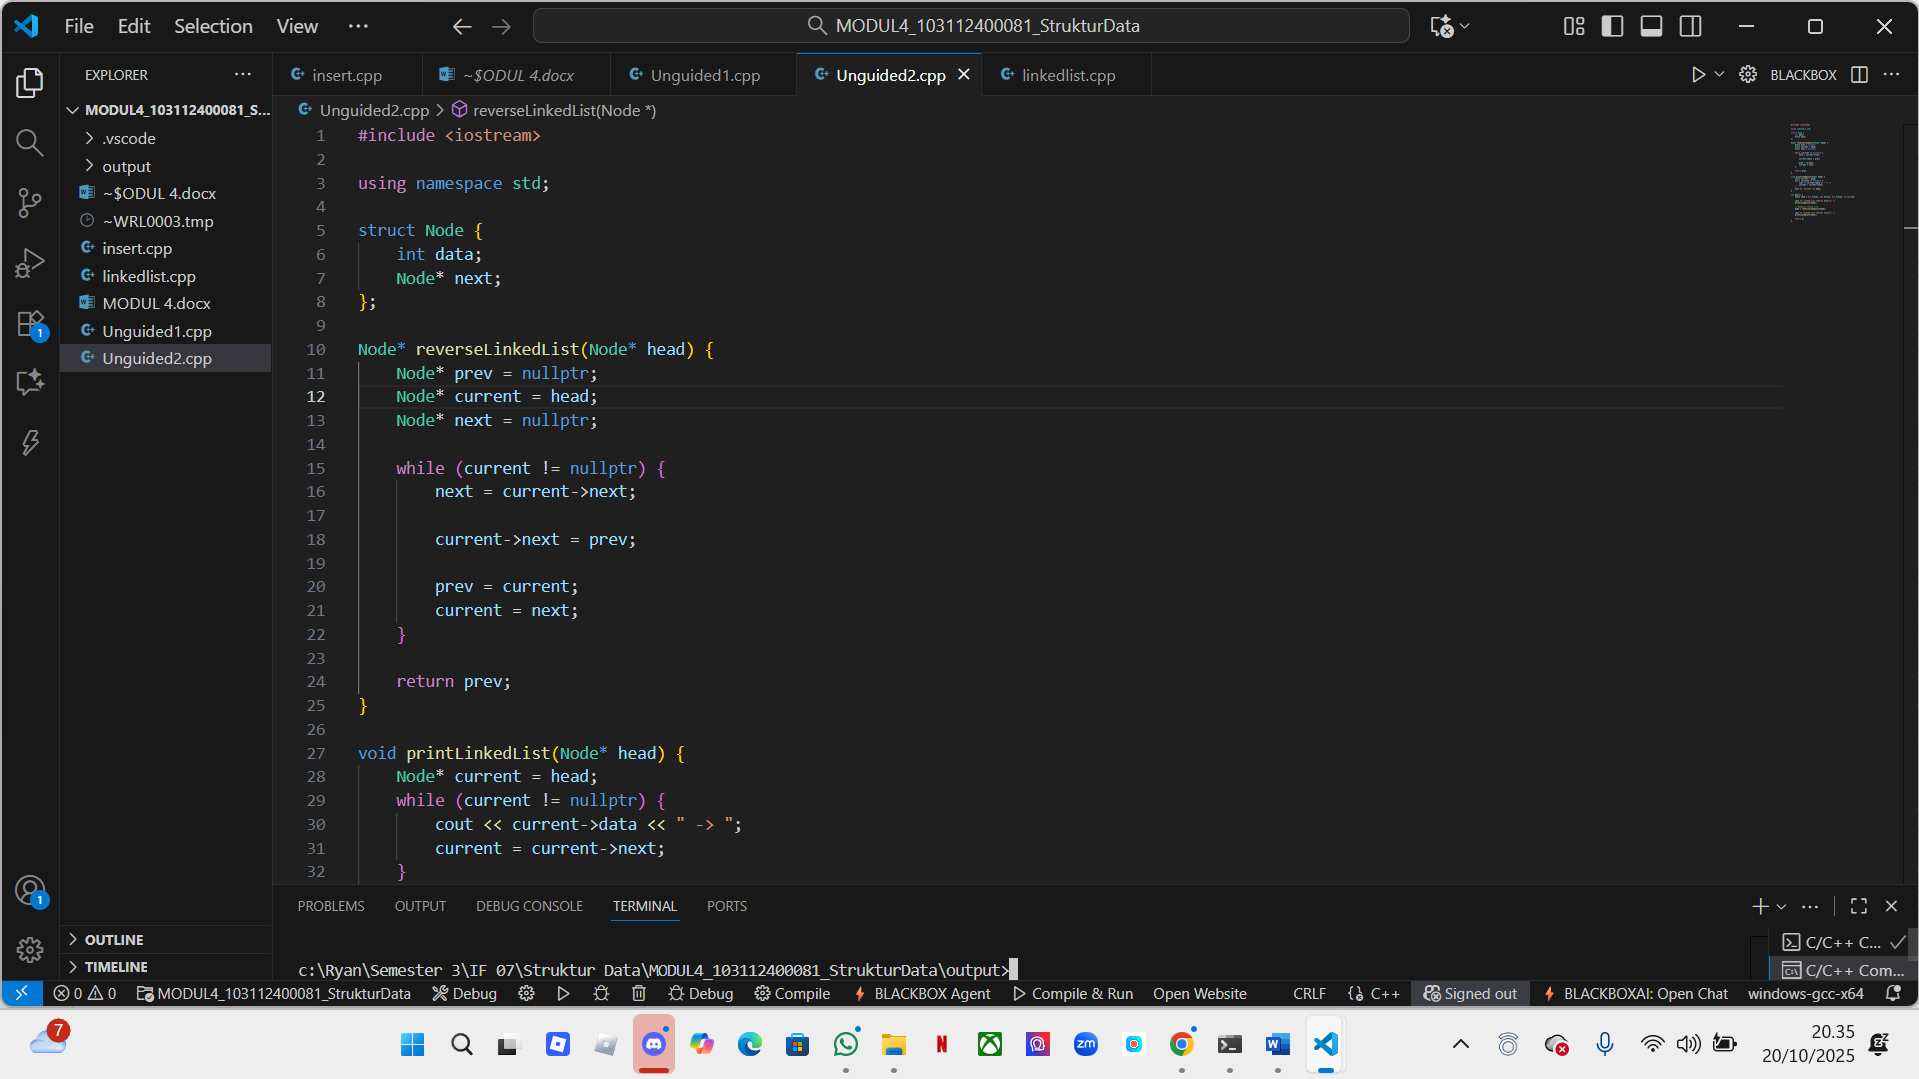 File Edit Selection View ··· MODUL4_103112400081_StrukturData
EXPLORER ···
insert.cpp ~$ODUL 4.docx Unguided1.cpp Unguided2.cpp linkedlist.cpp BLACKBOX ···
MODUL4_103112400081_S...
.vscode
output
~$ODUL 4.docx
~WRL0003.tmp
insert.cpp
linkedlist.cpp
MODUL 4.docx
Unguided1.cpp
Unguided2.cpp
OUTLINE
TIMELINE
1
1
Unguided2.cpp > reverseLinkedList(Node *)
1 #include <iostream>
2
3 using namespace std;
4
5 struct Node {
6     int data;
7     Node* next;
8 };
9
10 Node* reverseLinkedList(Node* head) {
11     Node* prev = nullptr;
12     Node* current = head;
13     Node* next = nullptr;
14
15     while (current != nullptr) {
16         next = current->next;
17
18         current->next = prev;
19
20         prev = current;
21         current = next;
22     }
23
24     return prev;
25 }
26
27 void printLinkedList(Node* head) {
28     Node* current = head;
29     while (current != nullptr) {
30         cout << current->data << " -> ";
31         current = current->next;
32     }
PROBLEMS OUTPUT DEBUG CONSOLE TERMINAL PORTS
C/C++ C...
C/C++ Com...
c:\Ryan\Semester 3\IF 07\Struktur Data\MODUL4_103112400081_StrukturData\output>
0 0 MODUL4_103112400081_StrukturData Debug Debug Compile BLACKBOX Agent Compile & Run Open Website CRLF {} C++ Signed out BLACKBOXAI: Open Chat windows-gcc-x64
7
zm
N
20.35
20/10/2025